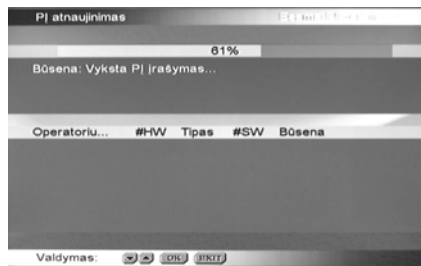 PĮ atnaujinimas
61%
Būsena: Vyksta PĮ įrašymas...
Operatoriu... #HW Tipas #SW Būsena
Valdymas: OK EXIT